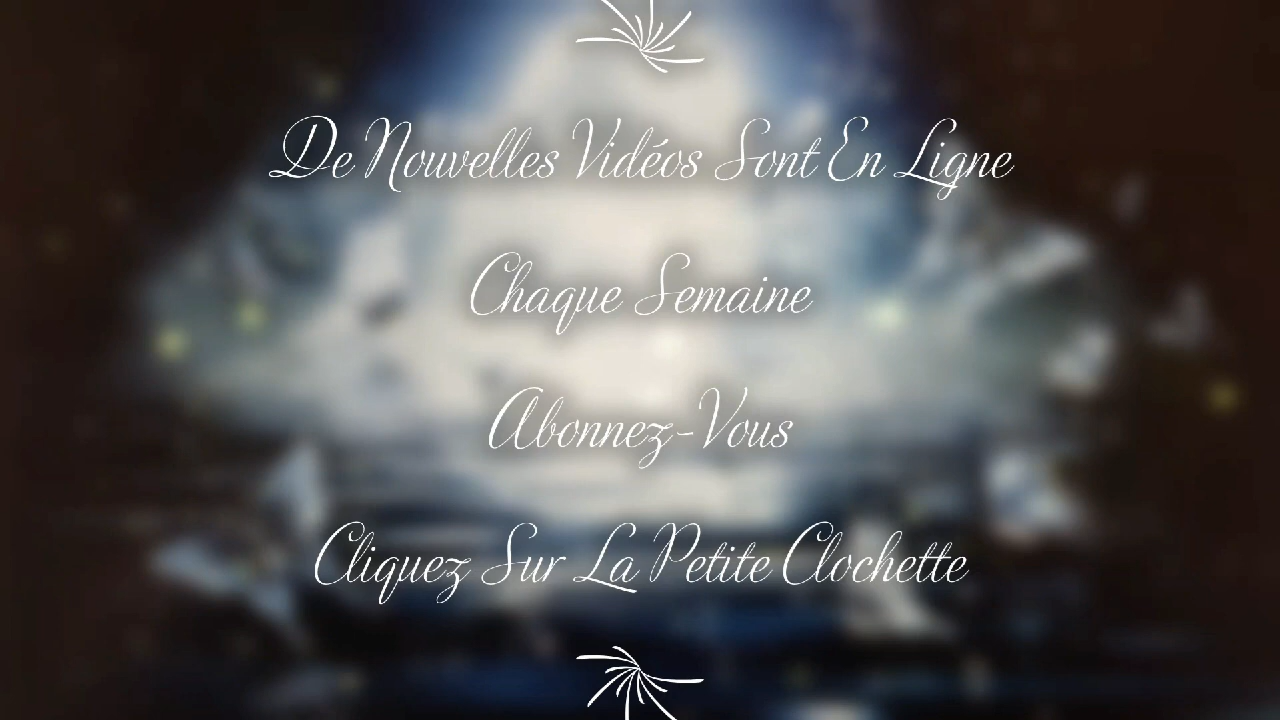 De Nouvelles Vidéos Sont En Ligne
Chaque Semaine
Abonnez-Vous
Cliquez Sur La Petite Clochette